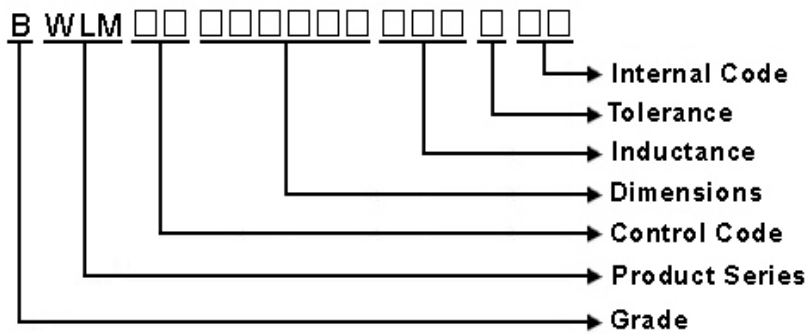 B WLM □□ □□□□□□ □□□ □ □□
Internal Code
Tolerance
Inductance
Dimensions
Control Code
Product Series
Grade